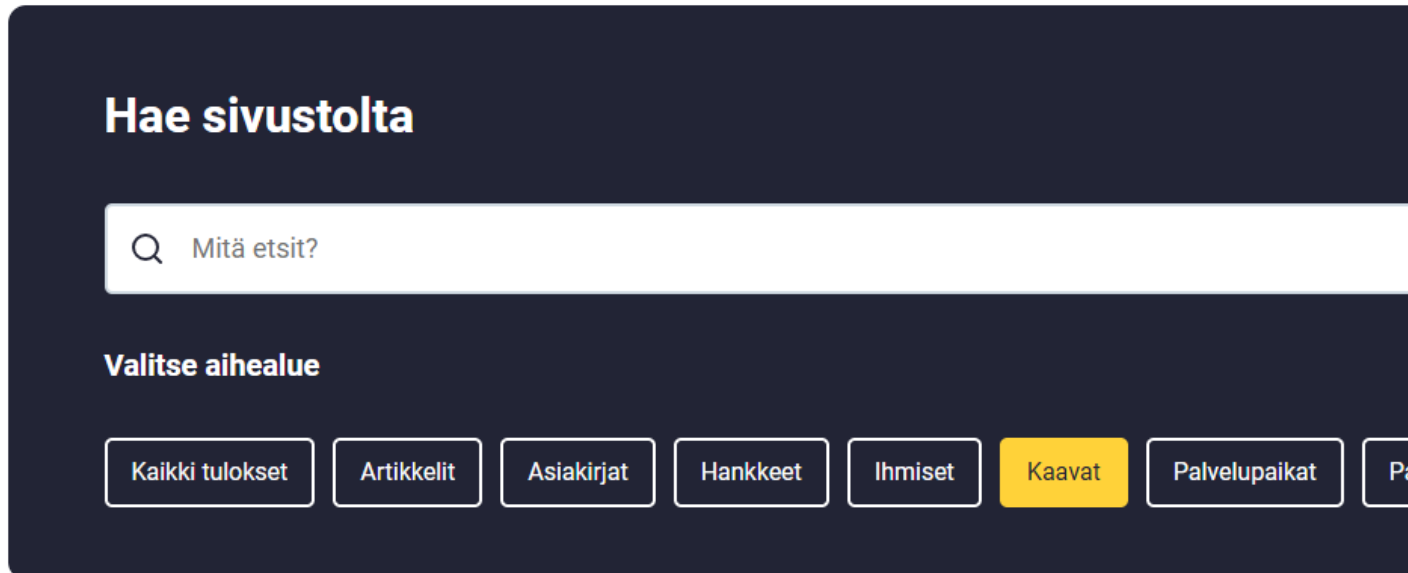 Hae sivustolta
Mitä etsit?
Valitse aihealue
Kaikki tulokset Artikkelit Asiakirjat Hankkeet Ihmiset Kaavat Palvelupaikat